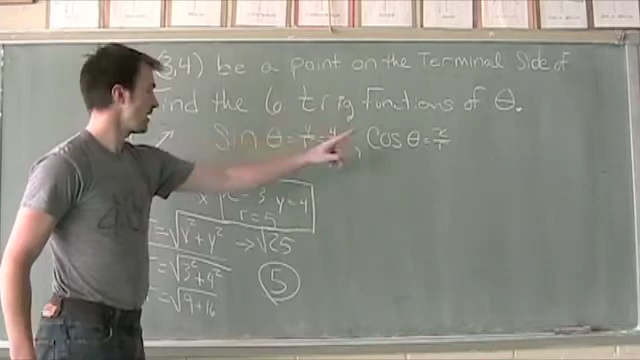 3,4) be a point on the Terminal Side of
Find the 6 trig functions of θ.
Sin θ = y/r = 4 , Cos θ = x/r
x = 3 y = 4
r = 5
= √x² + y² → √25
= √3² + 4² 5
= √9 + 16